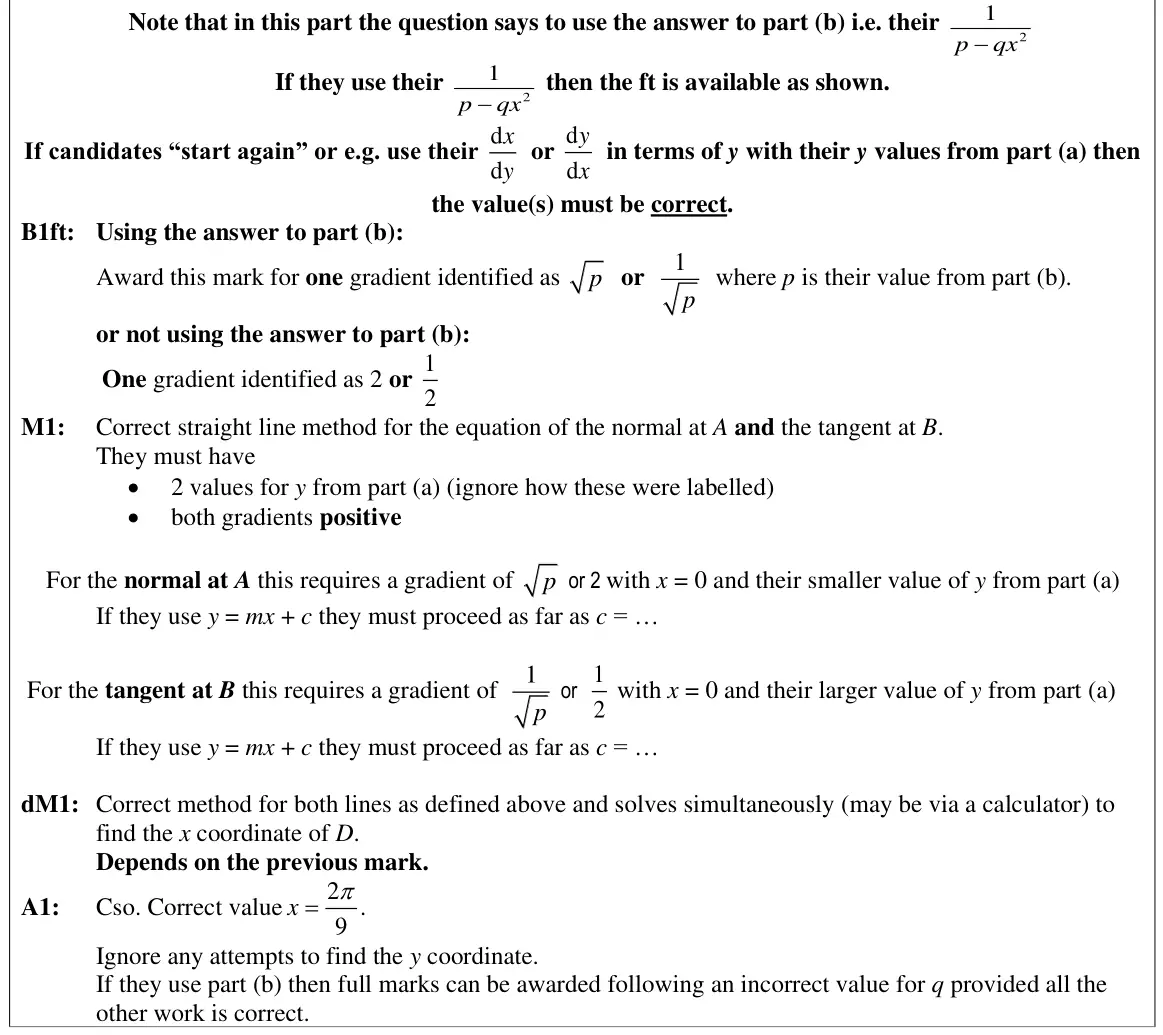 Note that in this part the question says to use the answer to part (b) i.e. their 1/(p − qx²)
If they use their 1/(p − qx²) then the ft is available as shown.
If candidates “start again” or e.g. use their dx/dy or dy/dx in terms of y with their y values from part (a) then
the value(s) must be correct.
B1ft: Using the answer to part (b):
Award this mark for one gradient identified as √p or 1/√p where p is their value from part (b).
or not using the answer to part (b):
One gradient identified as 2 or 1/2
M1: Correct straight line method for the equation of the normal at A and the tangent at B.
They must have
• 2 values for y from part (a) (ignore how these were labelled)
• both gradients positive
For the normal at A this requires a gradient of √p or 2 with x = 0 and their smaller value of y from part (a)
If they use y = mx + c they must proceed as far as c = …
For the tangent at B this requires a gradient of 1/√p or 1/2 with x = 0 and their larger value of y from part (a)
If they use y = mx + c they must proceed as far as c = …
dM1: Correct method for both lines as defined above and solves simultaneously (may be via a calculator) to
find the x coordinate of D.
Depends on the previous mark.
A1: Cso. Correct value x = 2π/9.
Ignore any attempts to find the y coordinate.
If they use part (b) then full marks can be awarded following an incorrect value for q provided all the
other work is correct.